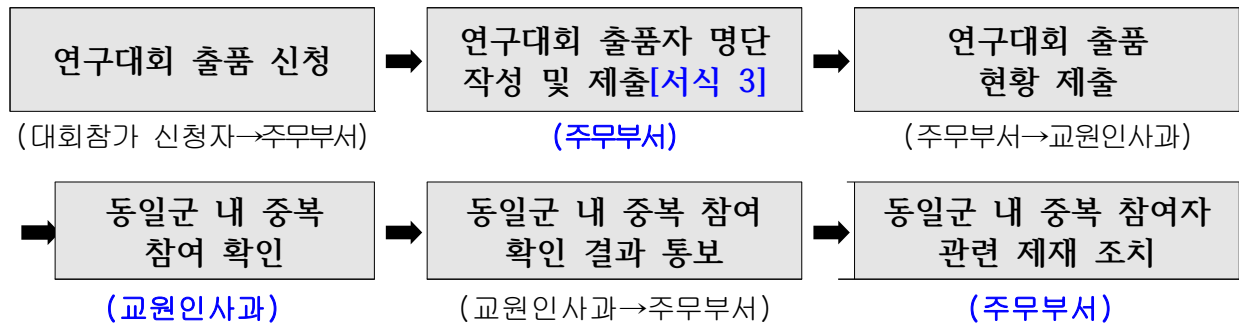 연구대회 출품 신청
➡
연구대회 출품자 명단
작성 및 제출[서식 3]
➡
연구대회 출품
현황 제출
(대회참가 신청자→주무부서)
(주무부서)
(주무부서→교원인사과)
➡
동일군 내 중복
참여 확인
➡
동일군 내 중복 참여
확인 결과 통보
➡
동일군 내 중복 참여자
관련 제재 조치
(교원인사과)
(교원인사과→주무부서)
(주무부서)